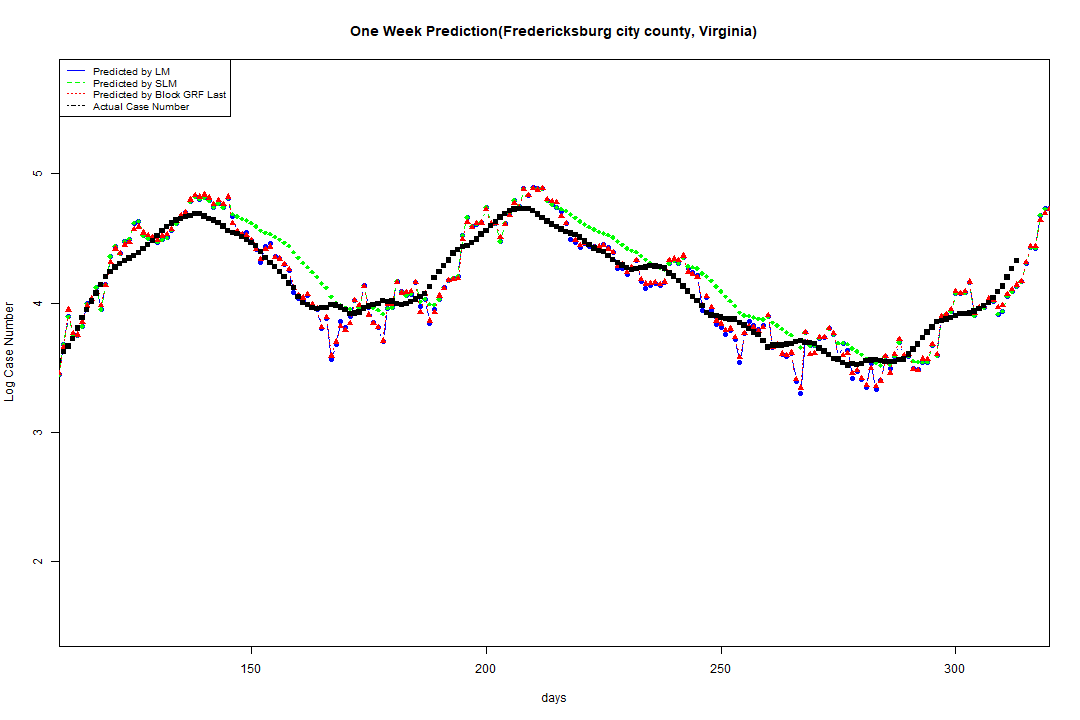 One Week Prediction(Fredericksburg city county, Virginia)
Predicted by LM
Predicted by SLM
Predicted by Block GRF Last
Actual Case Number
5
4
3
2
Log Case Number
150
200
250
300
days